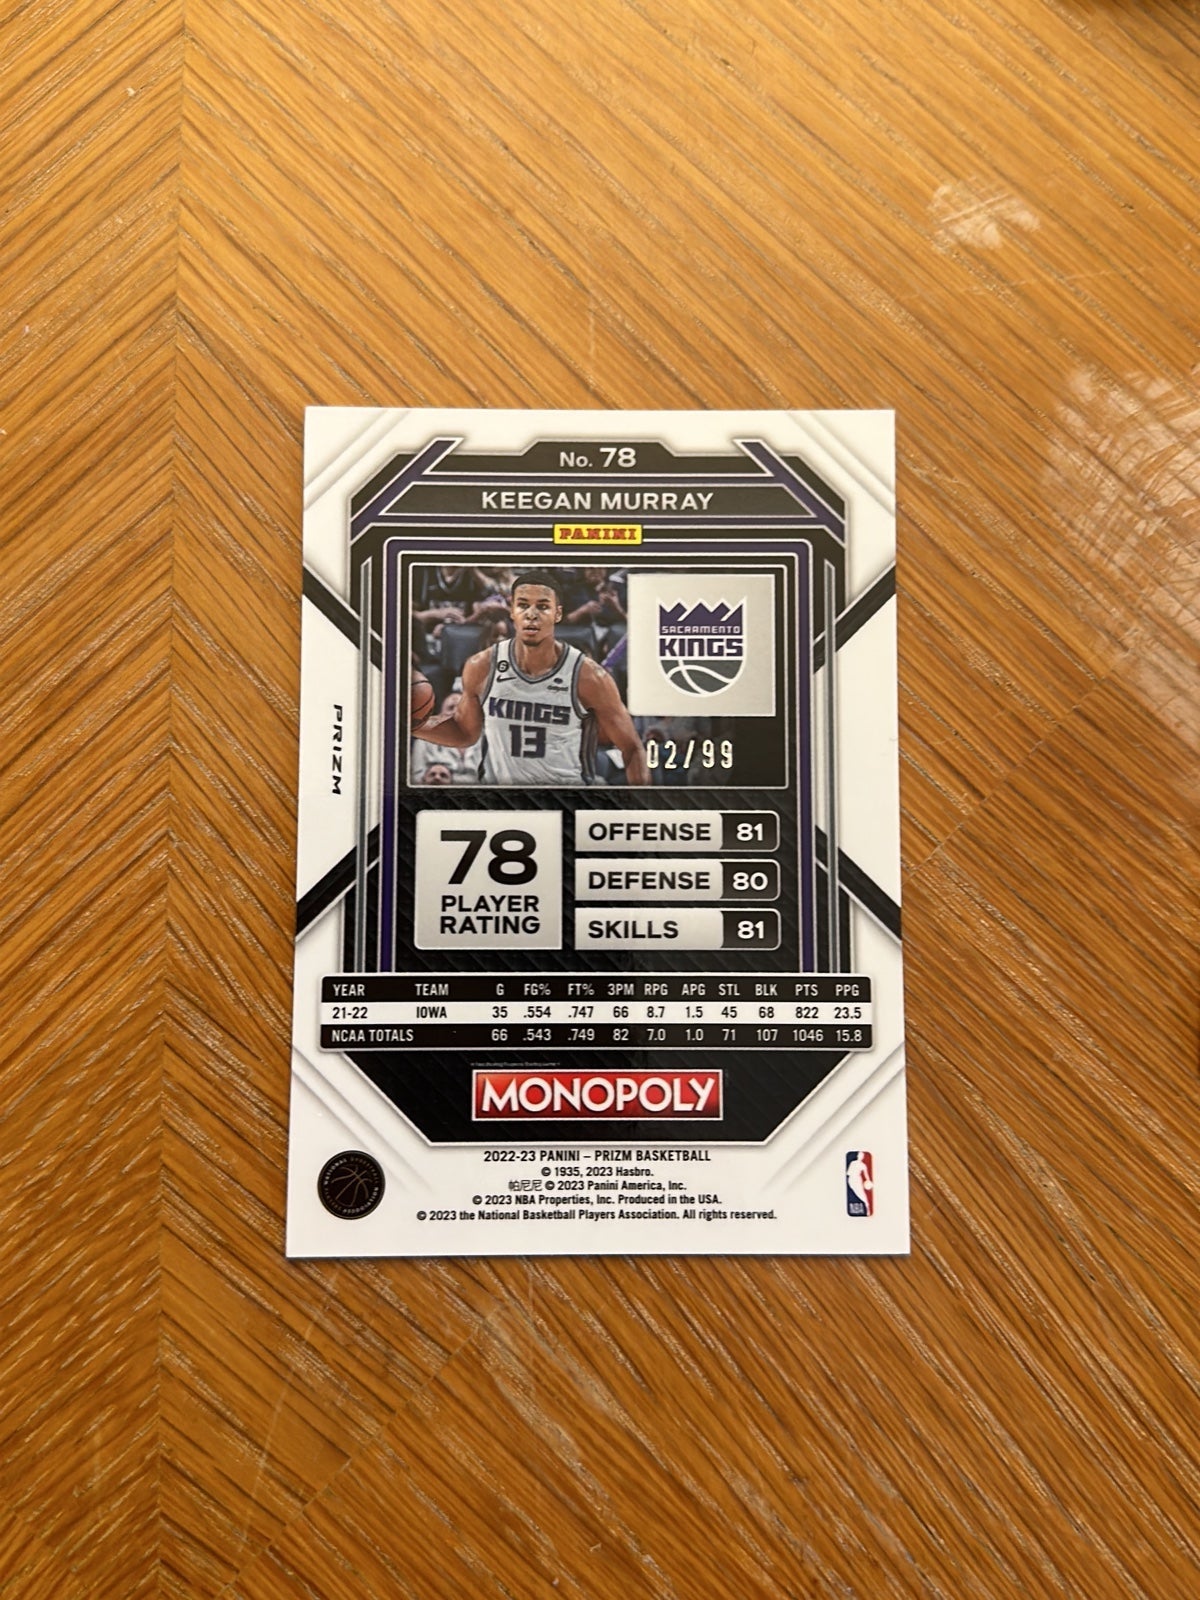 No. 78
KEEGAN MURRAY
PANINI
SACRAMENTO
KINGS
KINGS
13
02/99
PRIZM
78
PLAYER
RATING
OFFENSE 81
DEFENSE 80
SKILLS 81
YEAR TEAM G FG% FT% 3PM RPG APG STL BLK PTS PPG
21-22 IOWA 35 .554 .747 66 8.7 1.5 45 68 822 23.5
NCAA TOTALS 66 .543 .749 82 7.0 1.0 71 107 1046 15.8
MONOPOLY
2022-23 PANINI – PRIZM BASKETBALL
© 1935, 2023 Hasbro.
帕尼尼 © 2023 Panini America, Inc.
© 2023 NBA Properties, Inc. Produced in the USA.
© 2023 the National Basketball Players Association. All rights reserved.
NBA